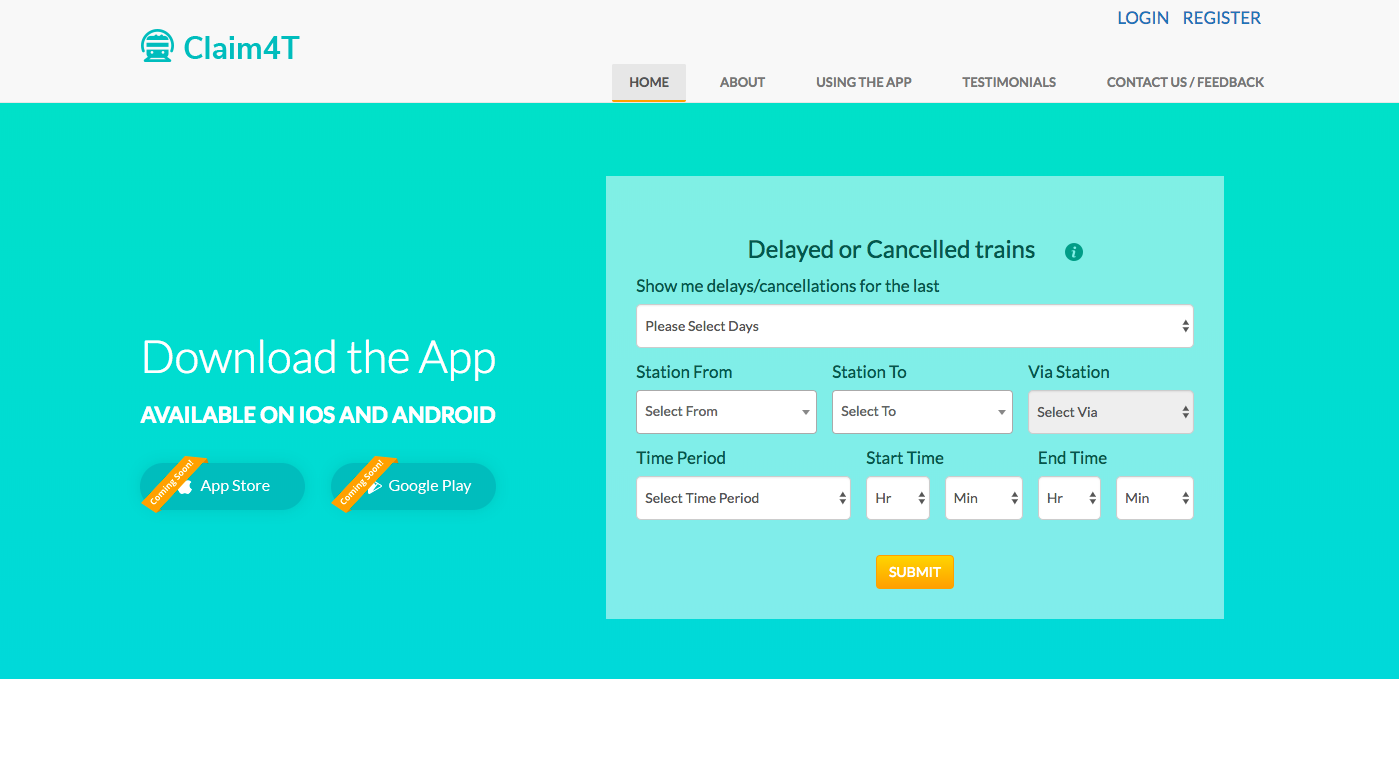 LOGIN REGISTER
Claim4T
HOME ABOUT USING THE APP TESTIMONIALS CONTACT US / FEEDBACK
Download the App
AVAILABLE ON IOS AND ANDROID
Coming Soon! App Store
Coming Soon! Google Play
Delayed or Cancelled trains i
Show me delays/cancellations for the last
Please Select Days
Station From Station To Via Station
Select From Select To Select Via
Time Period Start Time End Time
Select Time Period Hr Min Hr Min
SUBMIT